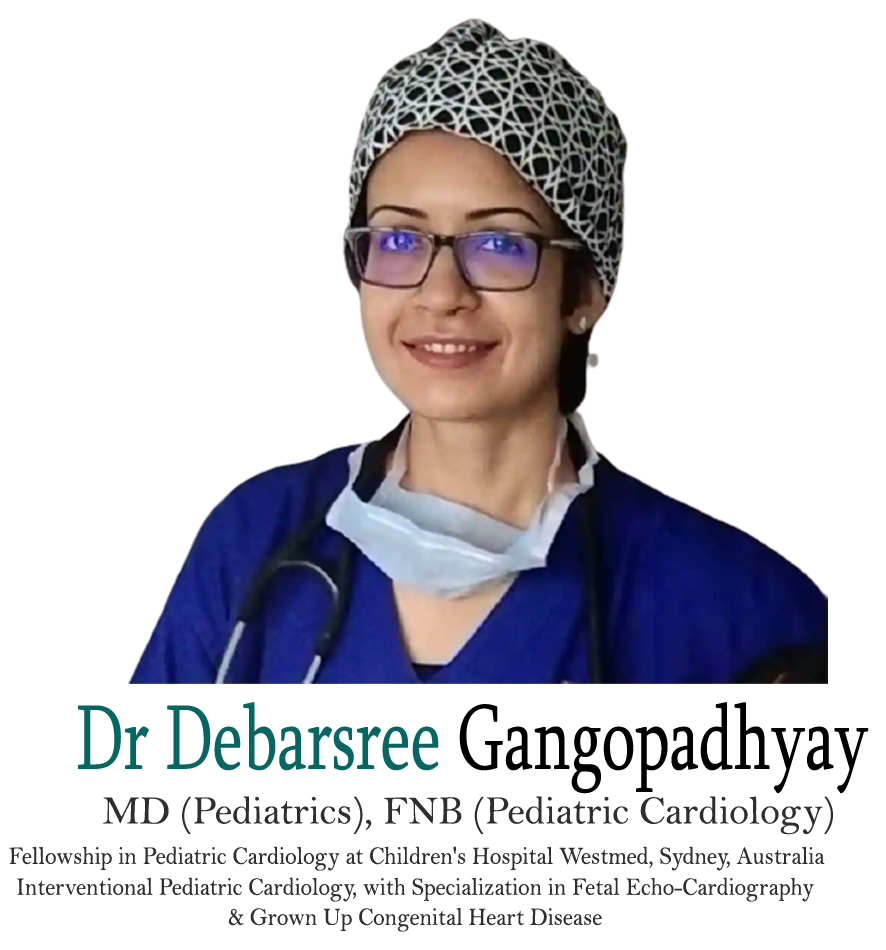 Dr Debarsree Gangopadhyay
MD (Pediatrics), FNB (Pediatric Cardiology)
Fellowship in Pediatric Cardiology at Children's Hospital Westmed, Sydney, Australia
Interventional Pediatric Cardiology, with Specialization in Fetal Echo-Cardiography
& Grown Up Congenital Heart Disease